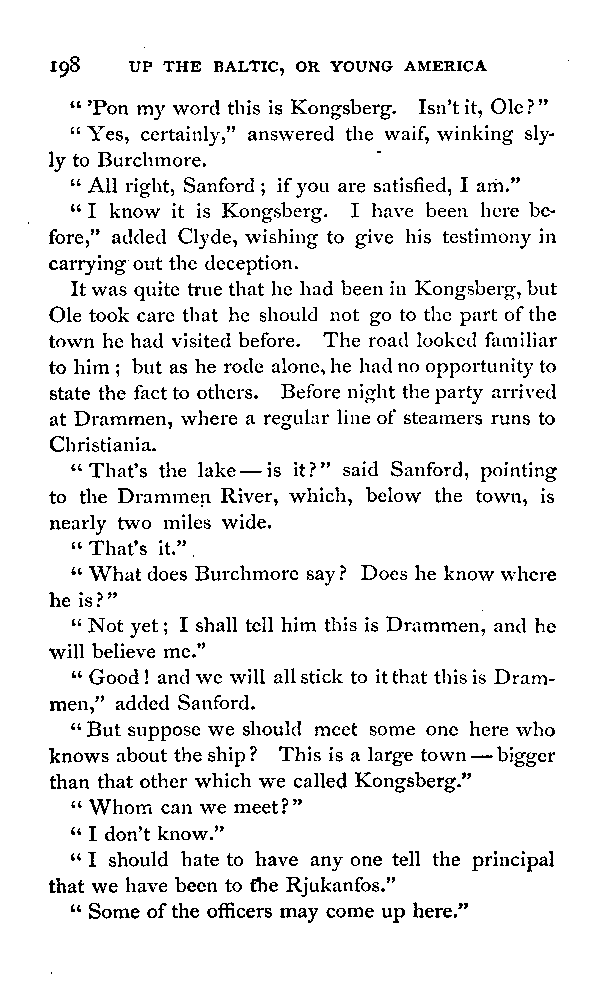 198 UP THE BALTIC, OR YOUNG AMERICA
“ ’Pon my word this is Kongsberg. Isn’t it, Ole?”
“ Yes, certainly,” answered the waif, winking sly-
ly to Burchmore.
“ All right, Sanford ; if you are satisfied, I am.”
“ I know it is Kongsberg. I have been here be-
fore,” added Clyde, wishing to give his testimony in
carrying out the deception.
It was quite true that he had been in Kongsberg, but
Ole took care that he should not go to the part of the
town he had visited before. The road looked familiar
to him ; but as he rode alone, he had no opportunity to
state the fact to others. Before night the party arrived
at Drammen, where a regular line of steamers runs to
Christiania.
“ That’s the lake — is it?” said Sanford, pointing
to the Drammen River, which, below the town, is
nearly two miles wide.
“ That’s it.”
“ What does Burchmore say? Does he know where
he is?”
“ Not yet ; I shall tell him this is Drammen, and he
will believe me.”
“ Good! and we will all stick to it that this is Dram-
men,” added Sanford.
“ But suppose we should meet some one here who
knows about the ship? This is a large town — bigger
than that other which we called Kongsberg.”
“ Whom can we meet?”
“ I don’t know.”
“ I should hate to have any one tell the principal
that we have been to the Rjukanfos.”
“ Some of the officers may come up here.”